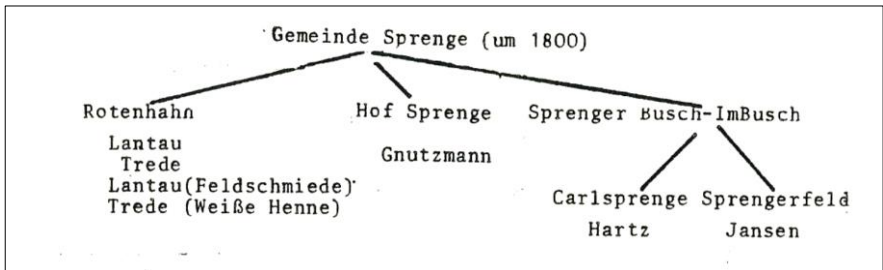 Gemeinde Sprenge (um 1800)
Rotenhahn Hof Sprenge Sprenger Busch-ImBusch
Lantau
Trede
Lantau(Feldschmiede)
Trede (Weiße Henne)
Gnutzmann
Carlsprenge Sprengerfeld
Hartz Jansen